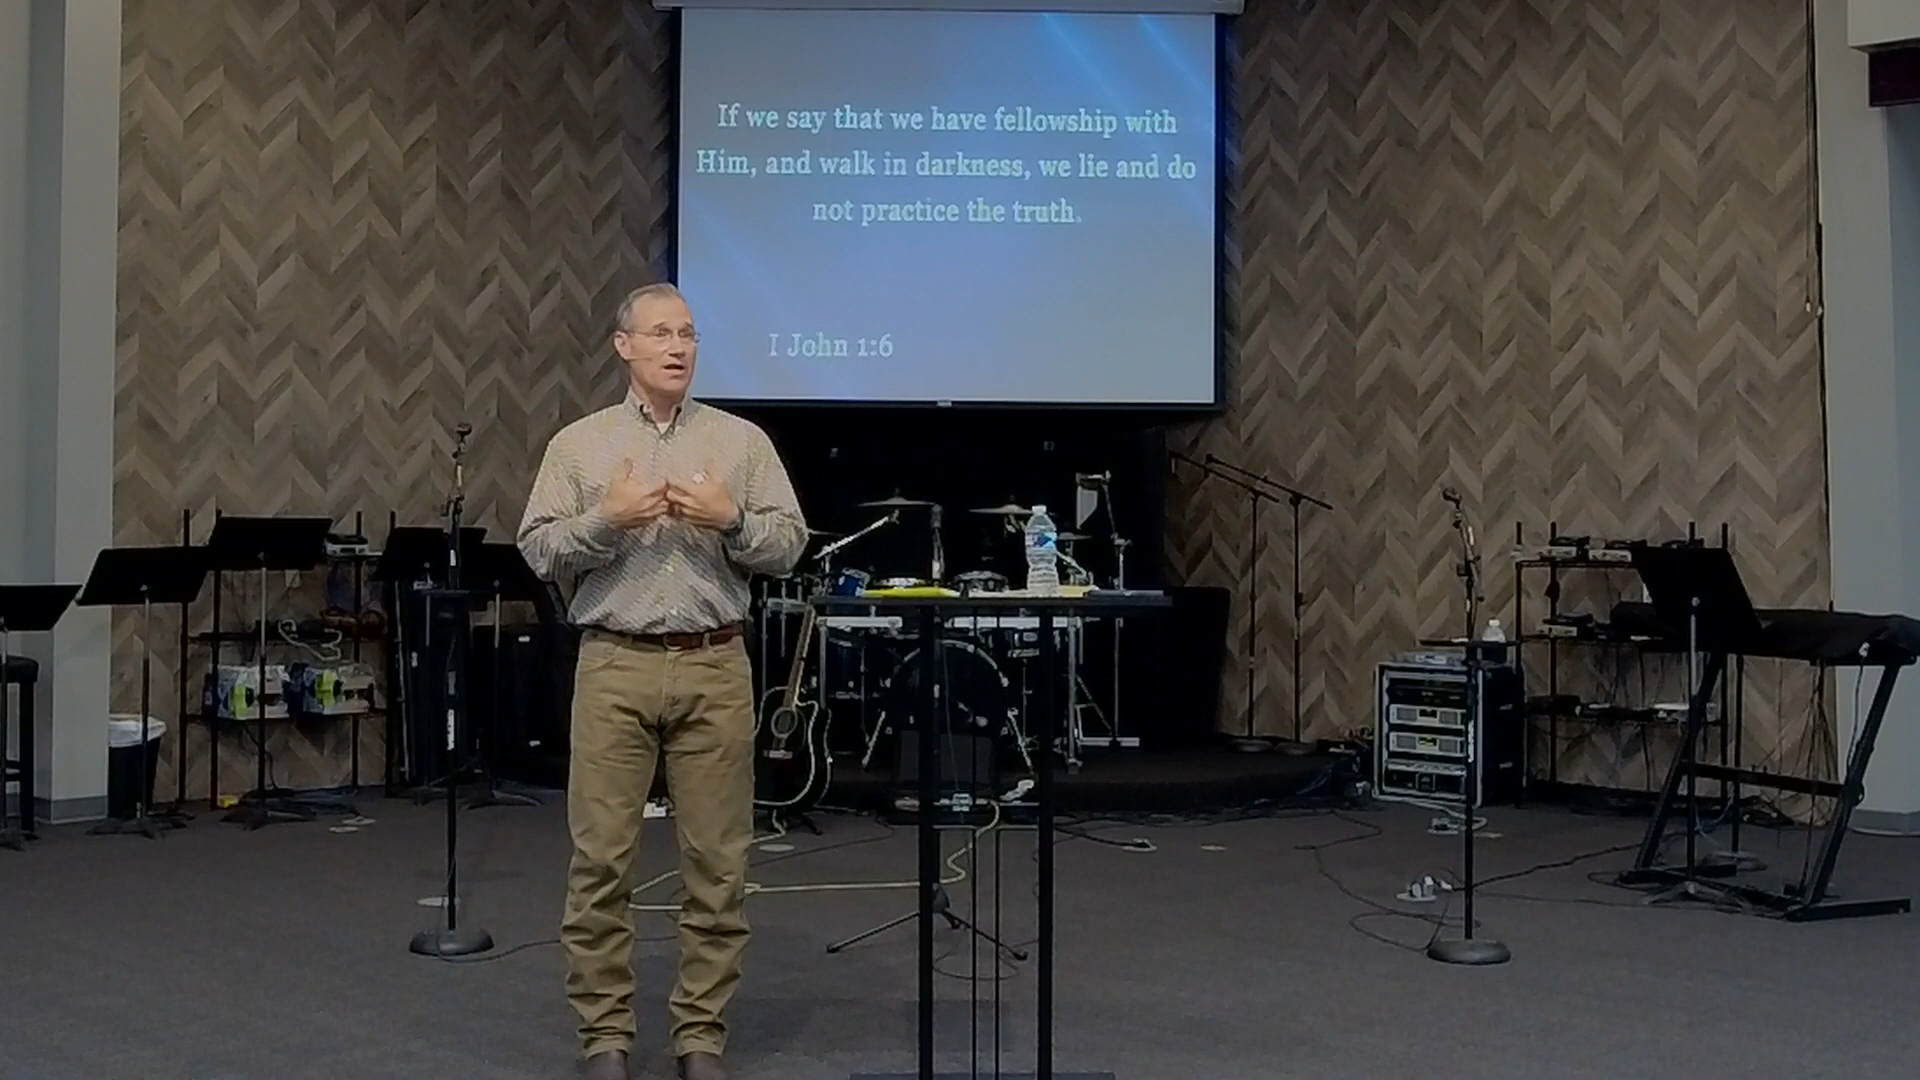 If we say that we have fellowship with
Him, and walk in darkness, we lie and do
not practice the truth.
I John 1:6